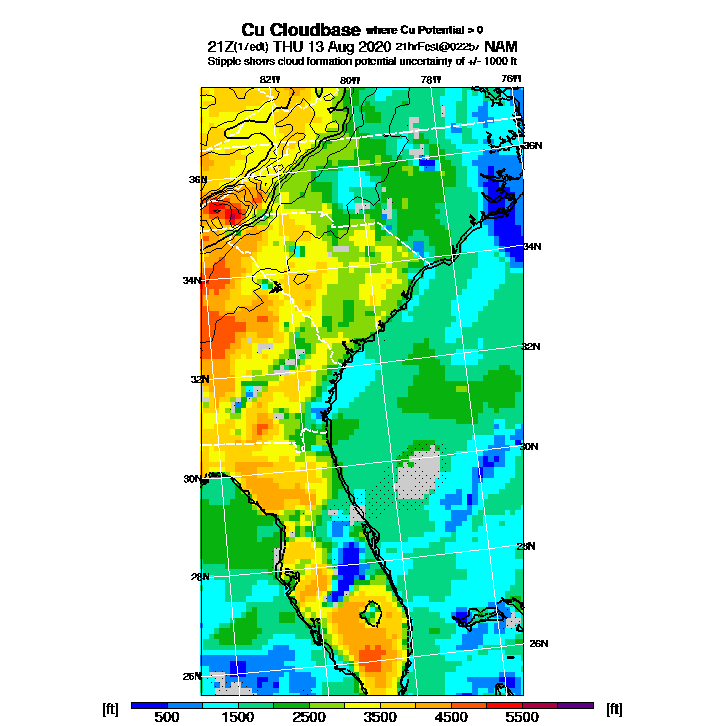 Cu Cloudbase where Cu Potential > 0
21Z(17edt) THU 13 Aug 2020 21hrFcst@0225z NAM
Stipple shows cloud formation potential uncertainty of +/- 1000 ft
82W 80W 78W 76W
36N
36N
34N
34N
32N
32N
30N
30N
28N
28N
26N
26N
[ft] 500 1500 2500 3500 4500 5500 [ft]